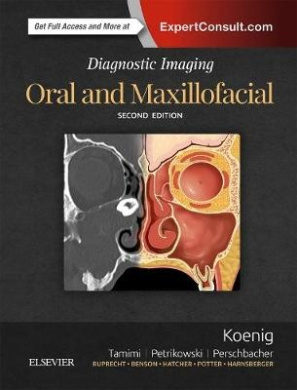 Get Full Access and More at
ExpertConsult.com
Diagnostic Imaging
Oral and Maxillofacial
SECOND EDITION
Koenig
Tamimi | Petrikowski | Perschbacher
RUPRECHT • BENSON • HATCHER • POTTER • HARNSBERGER
ELSEVIER